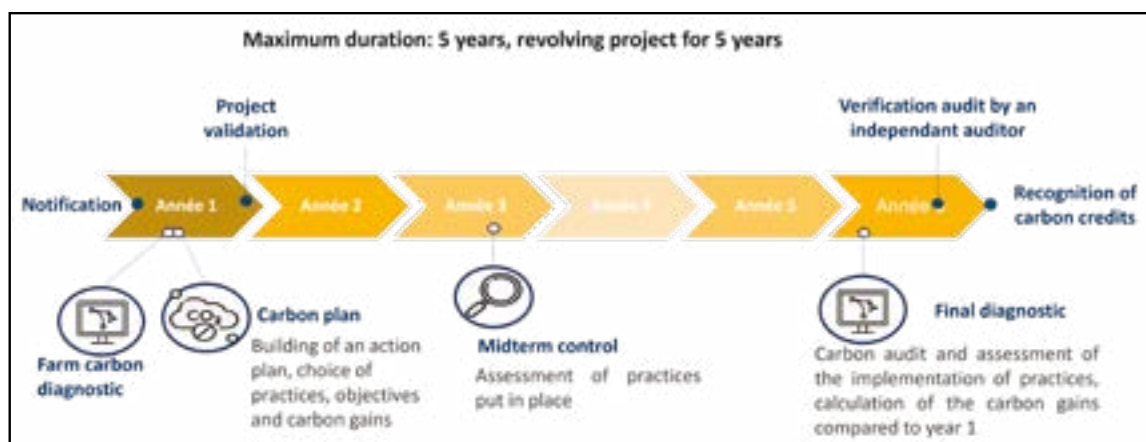 Maximum duration: 5 years, revolving project for 5 years
Project
validation
Verification audit by an
independant auditor
Notification
Année 1
Année 2
Année 3
Année 5
Année
Recognition of
carbon credits
CO₂
Farm carbon
diagnostic
Carbon plan
Building of an action
plan, choice of
practices, objectives
and carbon gains
Midterm control
Assessment of practices
put in place
Final diagnostic
Carbon audit and assessment of
the implementation of practices,
calculation of the carbon gains
compared to year 1